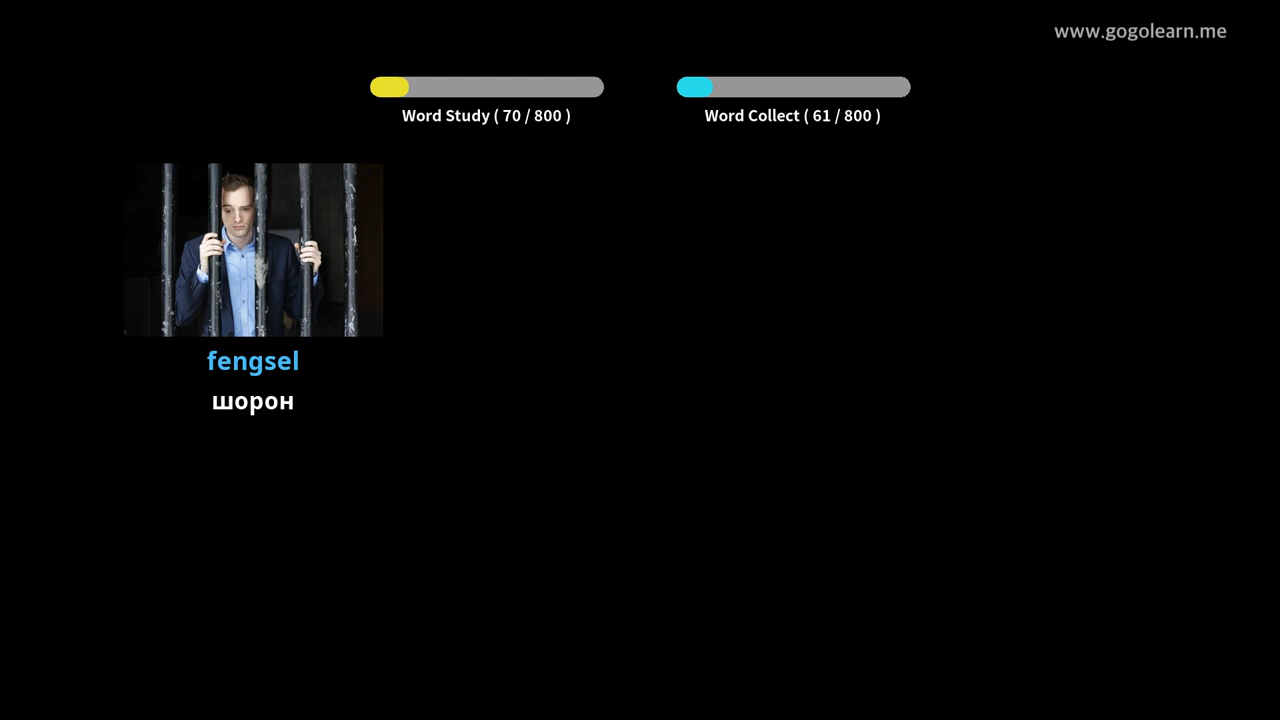 www.gogolearn.me
Word Study ( 70 / 800 )
Word Collect ( 61 / 800 )
fengsel
шорон